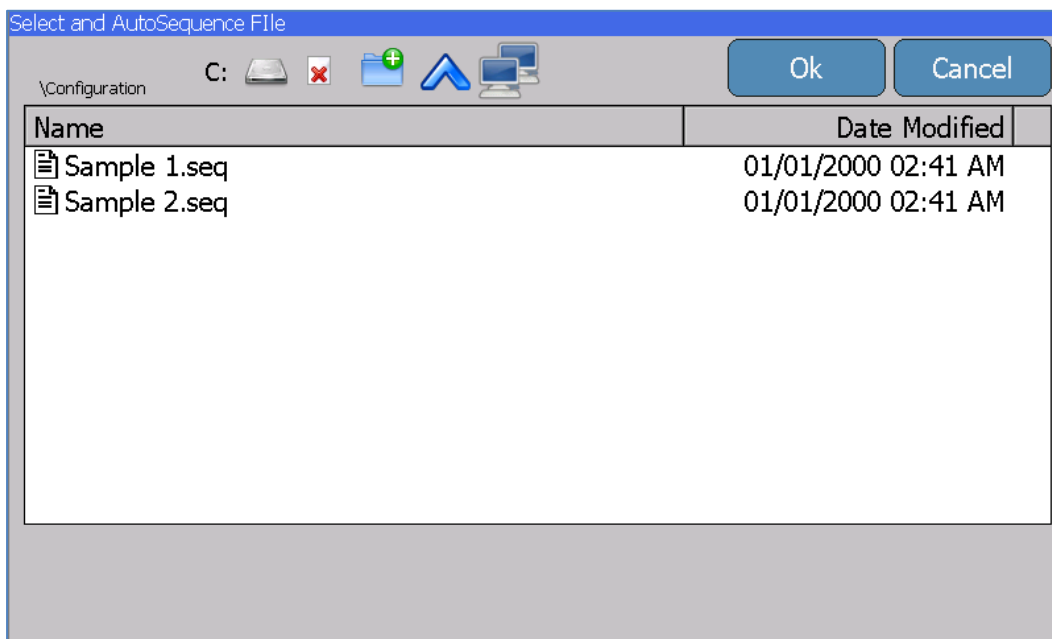 Select and AutoSequence FIle
\Configuration C: Ok Cancel
Name Date Modified
Sample 1.seq 01/01/2000 02:41 AM
Sample 2.seq 01/01/2000 02:41 AM